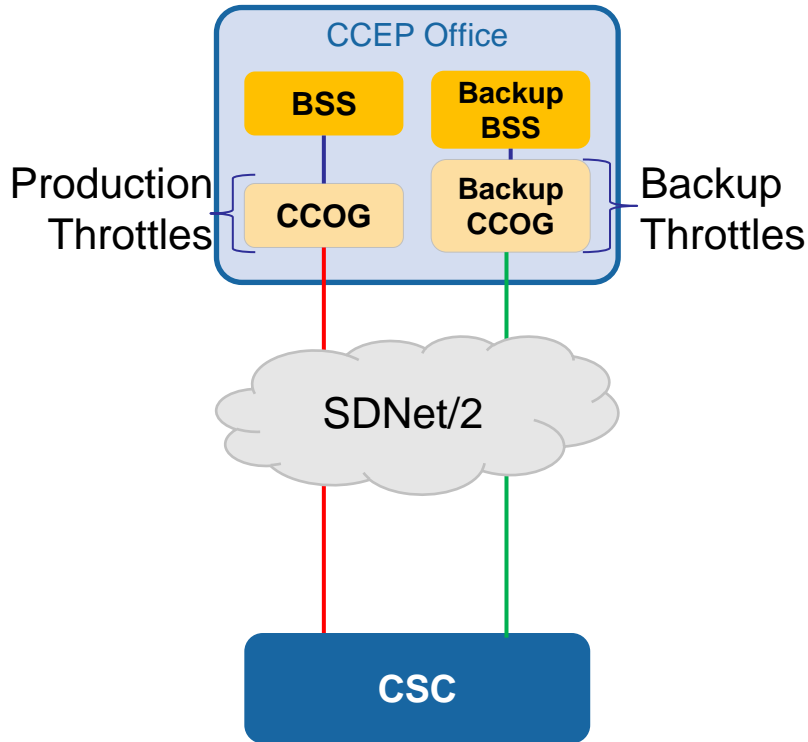 CCEP Office
BSS
Backup
BSS
Production
Throttles
CCOG
Backup
CCOG
Backup
Throttles
SDNet/2
CSC